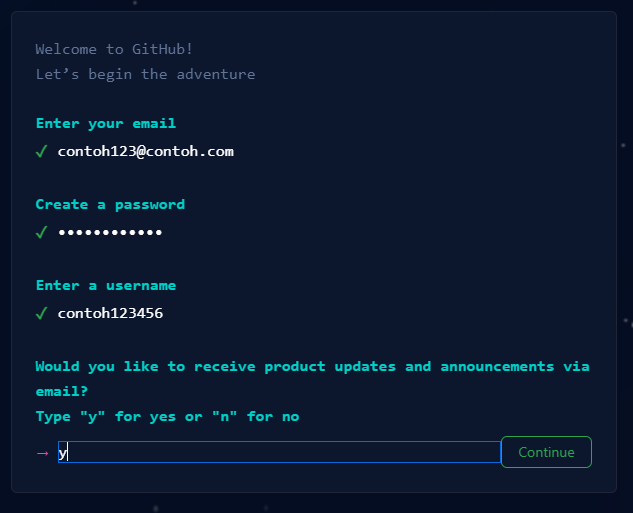 Welcome to GitHub!
Let’s begin the adventure
Enter your email
✓ contoh123@contoh.com
Create a password
✓ ••••••••••••
Enter a username
✓ contoh123456
Would you like to receive product updates and announcements via
email?
Type "y" for yes or "n" for no
→ y Continue